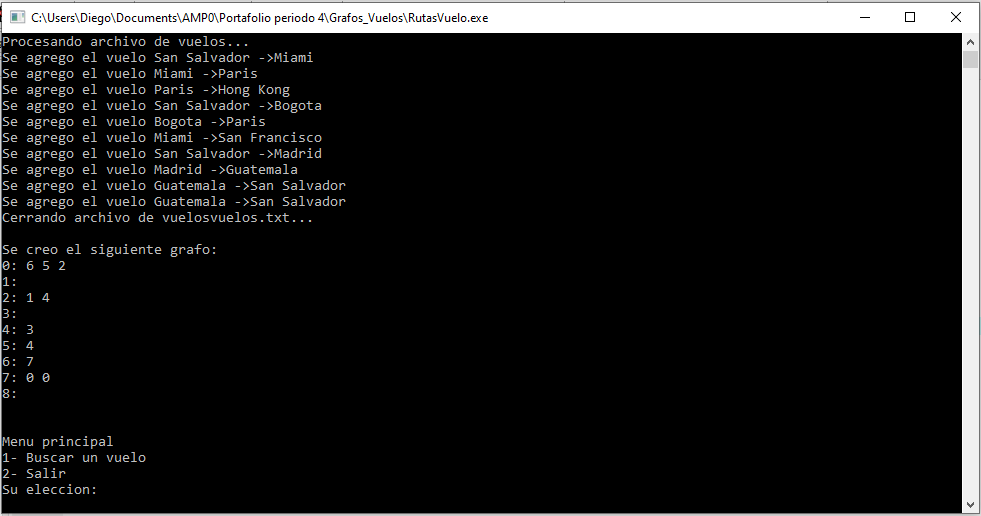 C:\Users\Diego\Documents\AMP0\Portafolio periodo 4\Grafos_Vuelos\RutasVuelo.exe
Procesando archivo de vuelos...
Se agrego el vuelo San Salvador ->Miami
Se agrego el vuelo Miami ->Paris
Se agrego el vuelo Paris ->Hong Kong
Se agrego el vuelo San Salvador ->Bogota
Se agrego el vuelo Bogota ->Paris
Se agrego el vuelo Miami ->San Francisco
Se agrego el vuelo San Salvador ->Madrid
Se agrego el vuelo Madrid ->Guatemala
Se agrego el vuelo Guatemala ->San Salvador
Se agrego el vuelo Guatemala ->San Salvador
Cerrando archivo de vuelosvuelos.txt...
Se creo el siguiente grafo:
0: 6 5 2
1:
2: 1 4
3:
4: 3
5: 4
6: 7
7: 0 0
8:
Menu principal
1- Buscar un vuelo
2- Salir
Su eleccion: